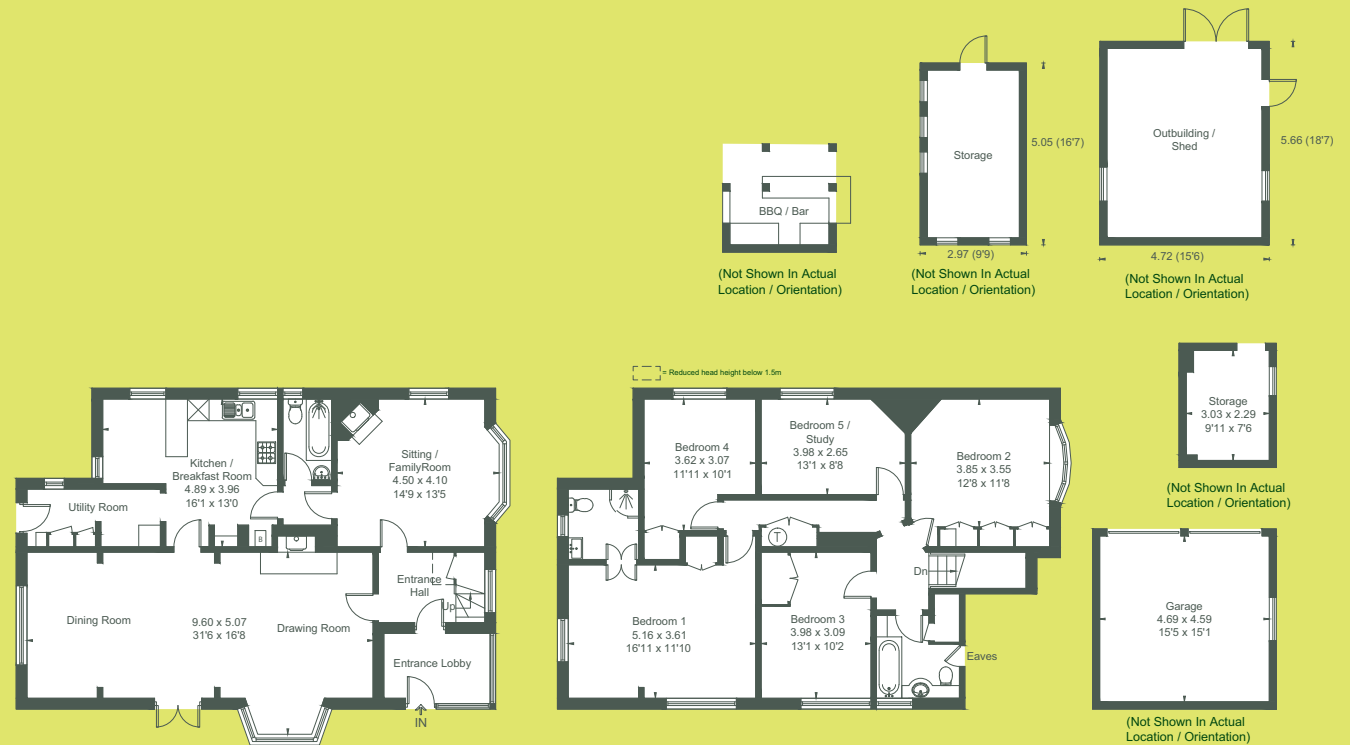 Storage
5.05 (16'7)
2.97 (9'9)
(Not Shown In Actual
Location / Orientation)
Outbuilding /
Shed
5.66 (18'7)
4.72 (15'6)
(Not Shown In Actual
Location / Orientation)
BBQ / Bar
(Not Shown In Actual
Location / Orientation)
= Reduced head height below 1.5m
Kitchen /
Breakfast Room
4.89 x 3.96
16'1 x 13'0
Utility Room
B
Sitting /
FamilyRoom
4.50 x 4.10
14'9 x 13'5
Entrance
Hall
Up
Dining Room
9.60 x 5.07
31'6 x 16'8
Drawing Room
Entrance Lobby
IN
Bedroom 4
3.62 x 3.07
11'11 x 10'1
Bedroom 5 /
Study
3.98 x 2.65
13'1 x 8'8
Bedroom 2
3.85 x 3.55
12'8 x 11'8
T
Dn
Bedroom 1
5.16 x 3.61
16'11 x 11'10
Bedroom 3
3.98 x 3.09
13'1 x 10'2
Eaves
Storage
3.03 x 2.29
9'11 x 7'6
(Not Shown In Actual
Location / Orientation)
Garage
4.69 x 4.59
15'5 x 15'1
(Not Shown In Actual
Location / Orientation)